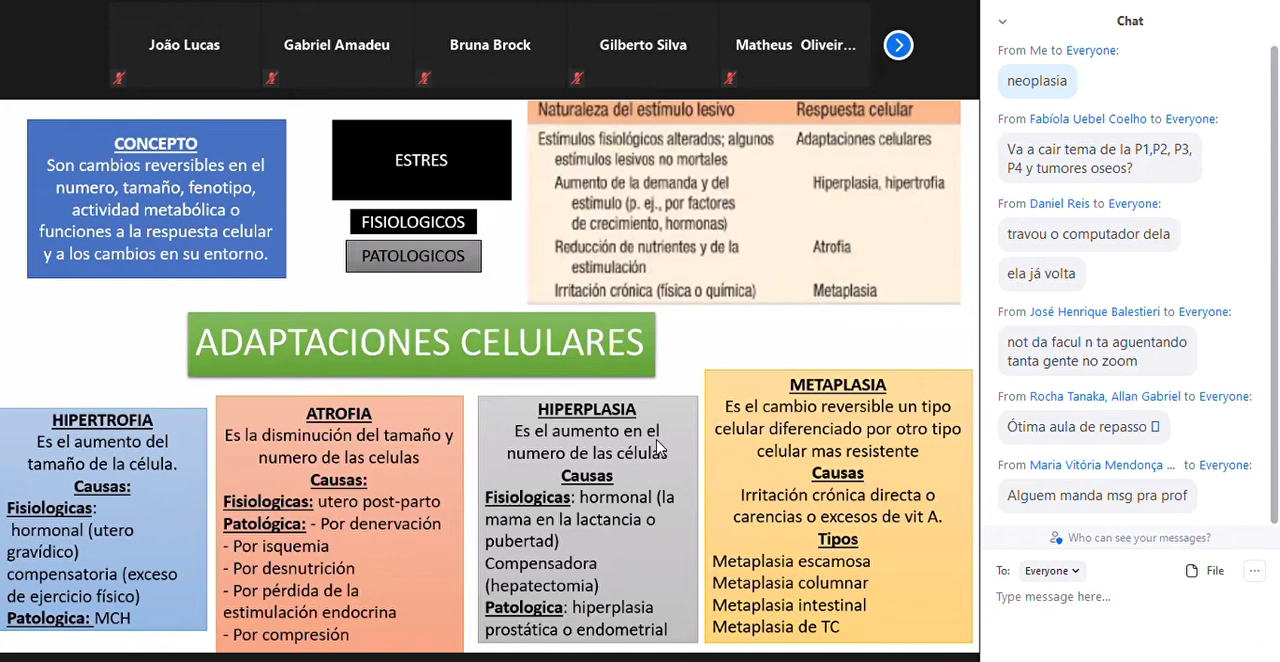 João Lucas
Gabriel Amadeu
Bruna Brock
Gilberto Silva
Matheus Oliveir...
CONCEPTO
Son cambios reversibles en el
numero, tamaño, fenotipo,
actividad metabólica o
funciones a la respuesta celular
y a los cambios en su entorno.
ESTRES
FISIOLOGICOS
PATOLOGICOS
Naturaleza del estímulo lesivo Respuesta celular
Estímulos fisiológicos alterados; algunos Adaptaciones celulares
estímulos lesivos no mortales
Aumento de la demanda y del Hiperplasia, hipertrofia
estímulo (p. ej., por factores
de crecimiento, hormonas)
Reducción de nutrientes y de la Atrofia
estimulación
Irritación crónica (física o química) Metaplasia
ADAPTACIONES CELULARES
HIPERTROFIA
Es el aumento del
tamaño de la célula.
Causas:
Fisiologicas:
hormonal (utero
gravídico)
compensatoria (exceso
de ejercicio físico)
Patologica: MCH
ATROFIA
Es la disminución del tamaño y
numero de las celulas
Causas:
Fisiologicas: utero post-parto
Patológica: - Por denervación
- Por isquemia
- Por desnutrición
- Por pérdida de la
estimulación endocrina
- Por compresión
HIPERPLASIA
Es el aumento en el
numero de las células
Causas
Fisiologicas: hormonal (la
mama en la lactancia o
pubertad)
Compensadora
(hepatectomia)
Patologica: hiperplasia
prostática o endometrial
METAPLASIA
Es el cambio reversible un tipo
celular diferenciado por otro tipo
celular mas resistente
Causas
Irritación crónica directa o
carencias o excesos de vit A.
Tipos
Metaplasia escamosa
Metaplasia columnar
Metaplasia intestinal
Metaplasia de TC
Chat
From Me to Everyone:
neoplasia
From Fabíola Uebel Coelho to Everyone:
Va a cair tema de la P1,P2, P3,
P4 y tumores oseos?
From Daniel Reis to Everyone:
travou o computador dela
ela já volta
From José Henrique Balestieri to Everyone:
not da facul n ta aguentando
tanta gente no zoom
From Rocha Tanaka, Allan Gabriel to Everyone:
Ótima aula de repasso
From Maria Vitória Mendonça ... to Everyone:
Alguem manda msg pra prof
Who can see your messages?
To: Everyone File ...
Type message here...